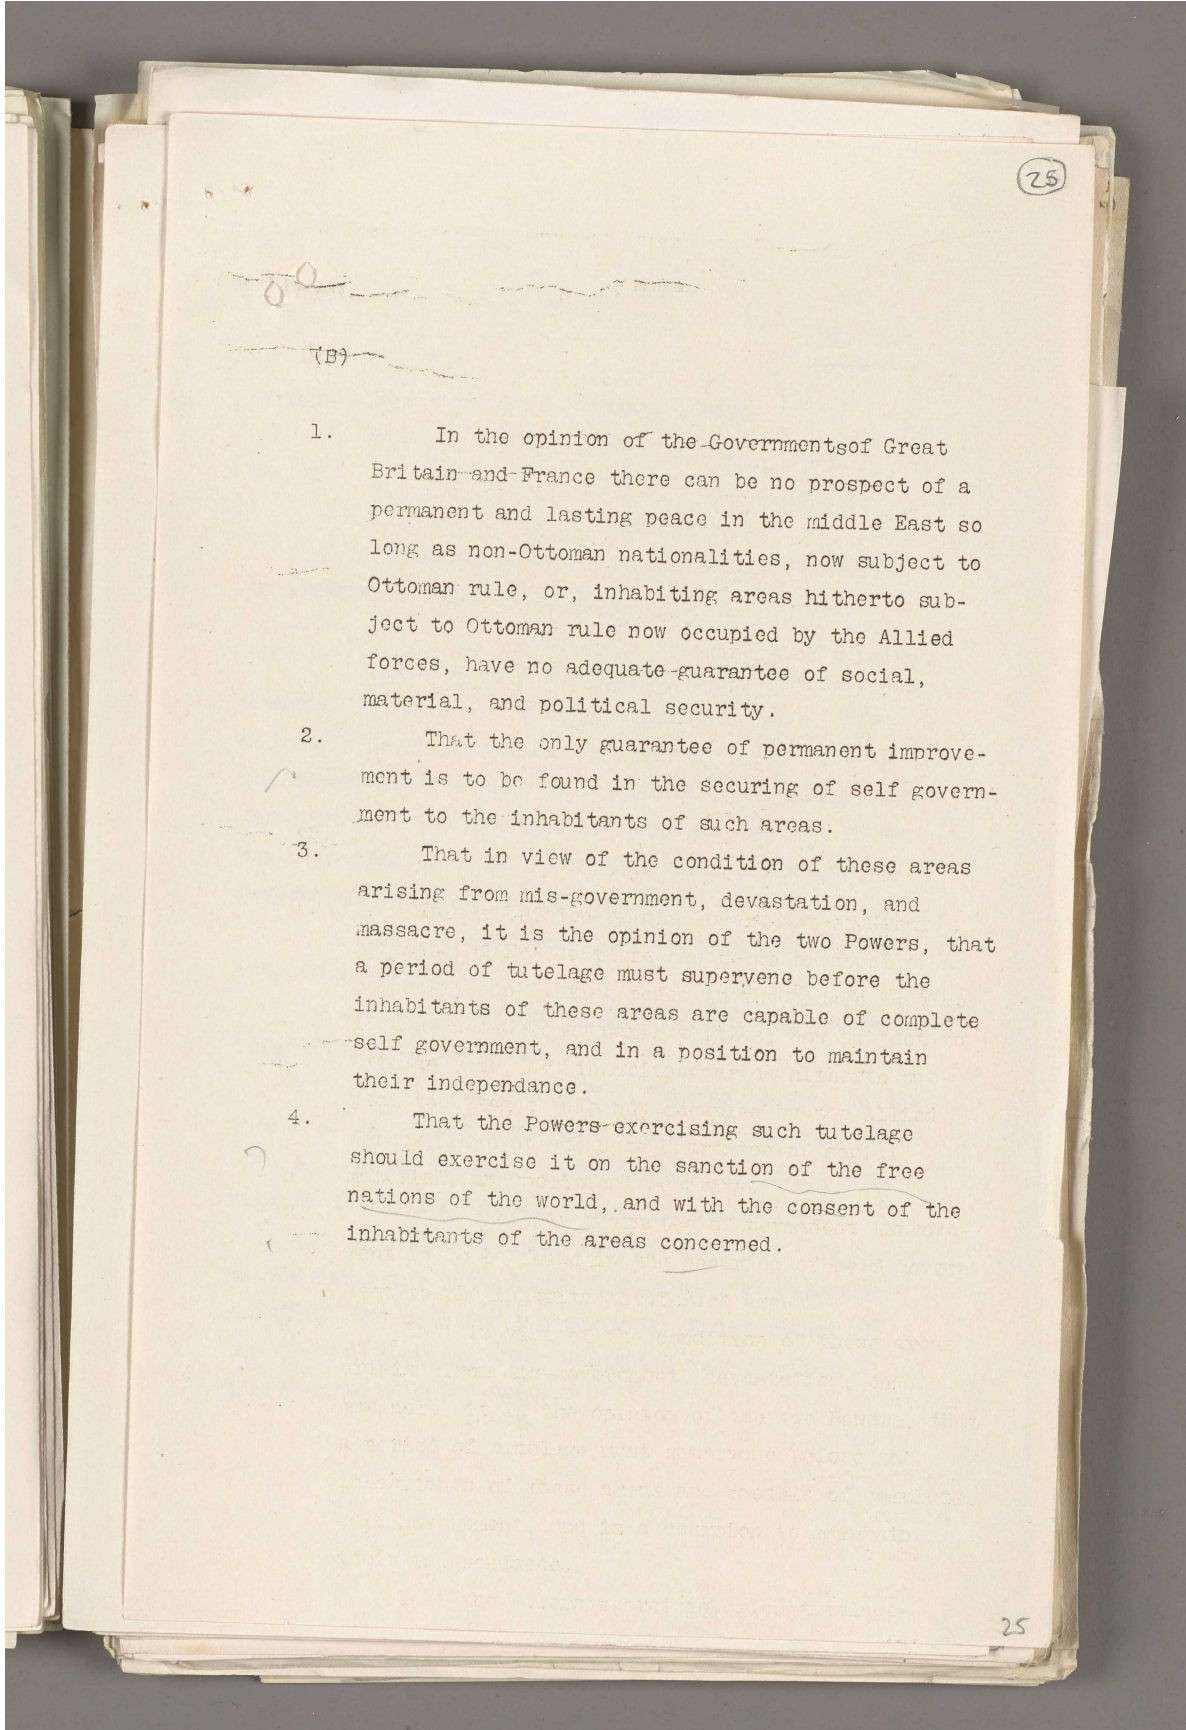 25
(B)
1. In the opinion of the Governmentsof Great
Britain and France there can be no prospect of a
permanent and lasting peace in the middle East so
long as non-Ottoman nationalities, now subject to
Ottoman rule, or, inhabiting areas hitherto sub-
ject to Ottoman rule now occupied by the Allied
forces, have no adequate guarantee of social,
material, and political security.
2. That the only guarantee of permanent improve-
ment is to be found in the securing of self govern-
ment to the inhabitants of such areas.
3. That in view of the condition of these areas
arising from mis-government, devastation, and
massacre, it is the opinion of the two Powers, that
a period of tutelage must supervene before the
inhabitants of these areas are capable of complete
self government, and in a position to maintain
their independance.
4. That the Powers exercising such tutelage
should exercise it on the sanction of the free
nations of the world, and with the consent of the
inhabitants of the areas concerned.
25